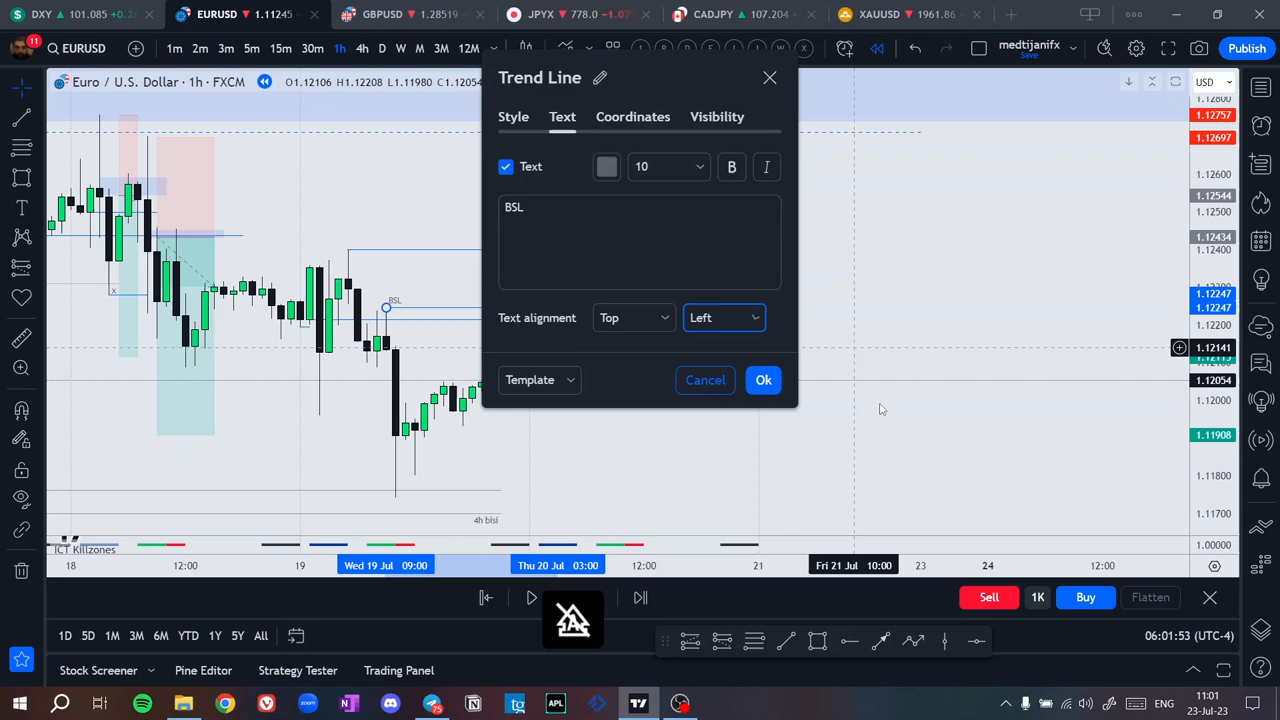 DXY ▼ 101.085
EURUSD ▼ 1.11245
GBPUSD ▼ 1.28519
JPYX ▼ 778.0
CADJPY ▼ 107.204
XAUUSD ▼ 1961.86
11
EURUSD
1m 2m 3m 5m 15m 30m 1h 4h D W M 3M 12M
medtijanifx
Save
Publish
Euro / U.S. Dollar · 1h · FXCM
O1.12106 H1.12208 L1.11980 C1.12054
USD
Trend Line
Style
Text
Coordinates
Visibility
Text
10
B
I
BSL
Text alignment
Top
Left
Template
Cancel
Ok
BSL
x
4h bisi
ICT Killzones
1.12800
1.12757
1.12697
1.12600
1.12544
1.12500
1.12434
1.12400
1.12247
1.12247
1.12200
1.12141
1.12054
1.12000
1.11908
1.11800
1.11700
1.00000
18
12:00
19
Wed 19 Jul 09:00
Thu 20 Jul 03:00
12:00
21
Fri 21 Jul 10:00
23
24
12:00
Sell
1K
Buy
Flatten
1D 5D 1M 3M 6M YTD 1Y 5Y All
06:01:53 (UTC-4)
Stock Screener
Pine Editor
Strategy Tester
Trading Panel
75
tg
APL
ENG
11:01
23-Jul-23